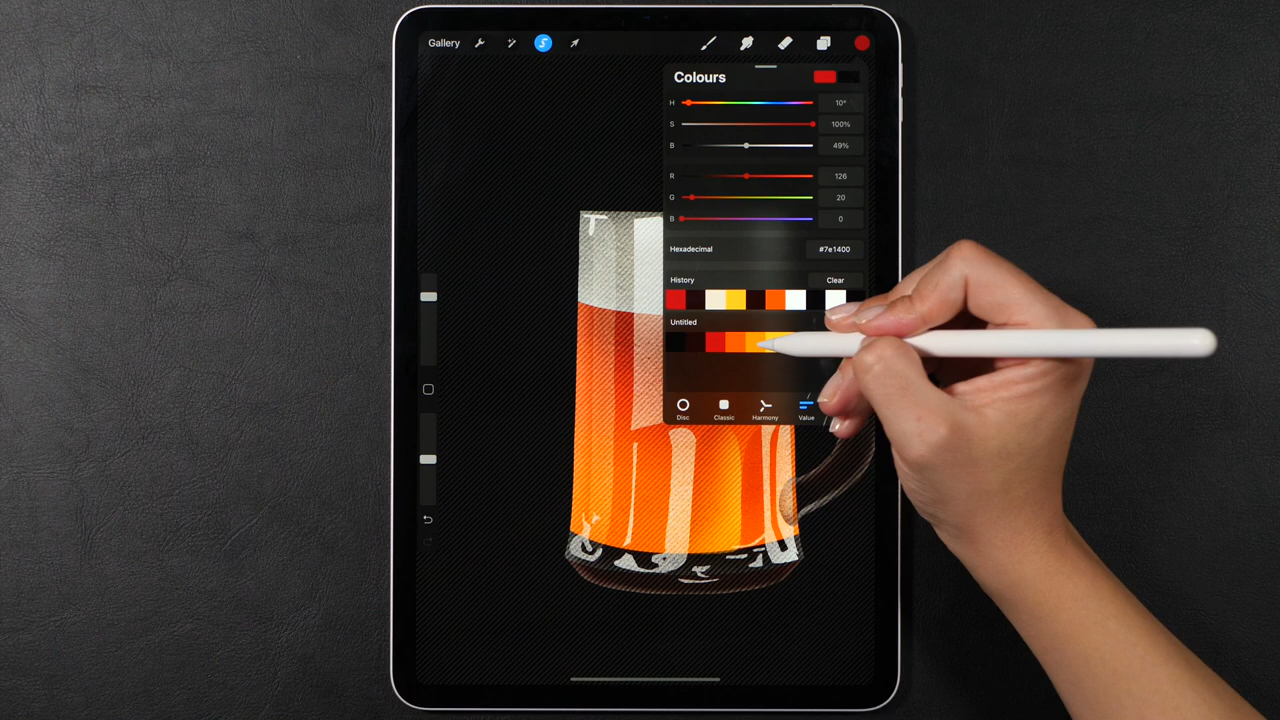 Gallery
Colours
H 10°
S 100%
B 49%
R 126
G 20
B 0
Hexadecimal #7e1400
History Clear
Untitled
Disc Classic Harmony Value